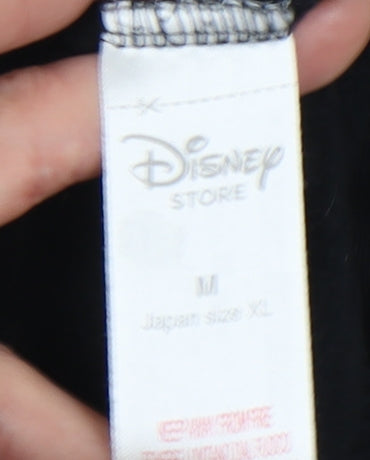 Disney
STORE
M
Japan size XL
KEEP AWAY FROM FIRE